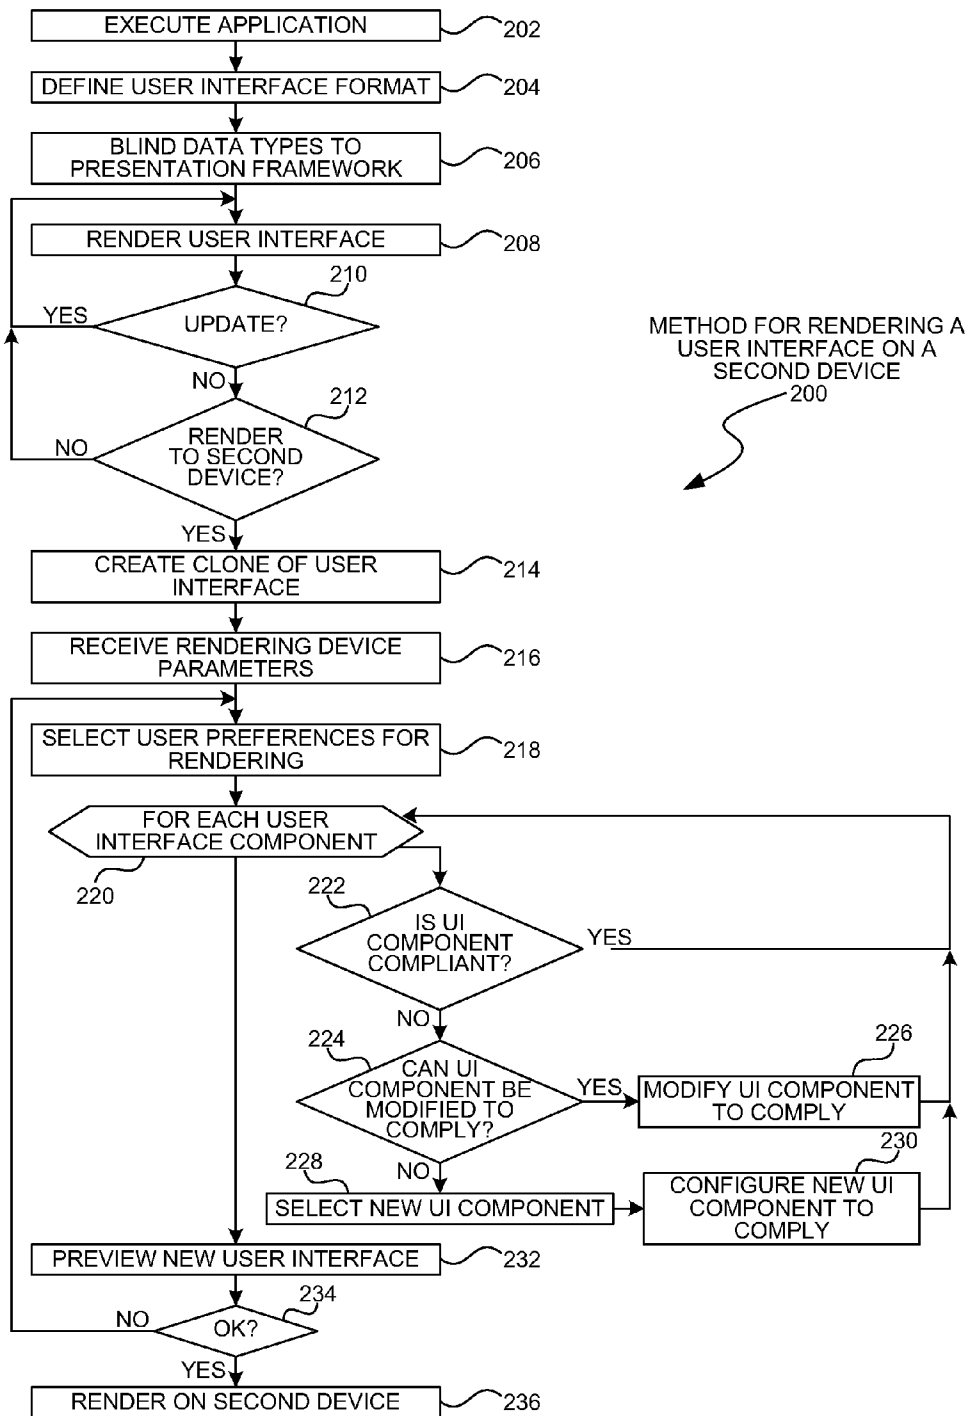 EXECUTE APPLICATION
202
DEFINE USER INTERFACE FORMAT
204
BLIND DATA TYPES TO
PRESENTATION FRAMEWORK
206
RENDER USER INTERFACE
208
210
UPDATE?
YES
NO
212
RENDER
TO SECOND
DEVICE?
NO
YES
METHOD FOR RENDERING A
USER INTERFACE ON A
SECOND DEVICE
200
CREATE CLONE OF USER
INTERFACE
214
RECEIVE RENDERING DEVICE
PARAMETERS
216
SELECT USER PREFERENCES FOR
RENDERING
218
FOR EACH USER
INTERFACE COMPONENT
220
222
IS UI
COMPONENT
COMPLIANT?
YES
NO
224
CAN UI
COMPONENT BE
MODIFIED TO
COMPLY?
YES
226
MODIFY UI COMPONENT
TO COMPLY
NO
228
SELECT NEW UI COMPONENT
230
CONFIGURE NEW UI
COMPONENT TO
COMPLY
PREVIEW NEW USER INTERFACE
232
234
OK?
NO
YES
RENDER ON SECOND DEVICE
236